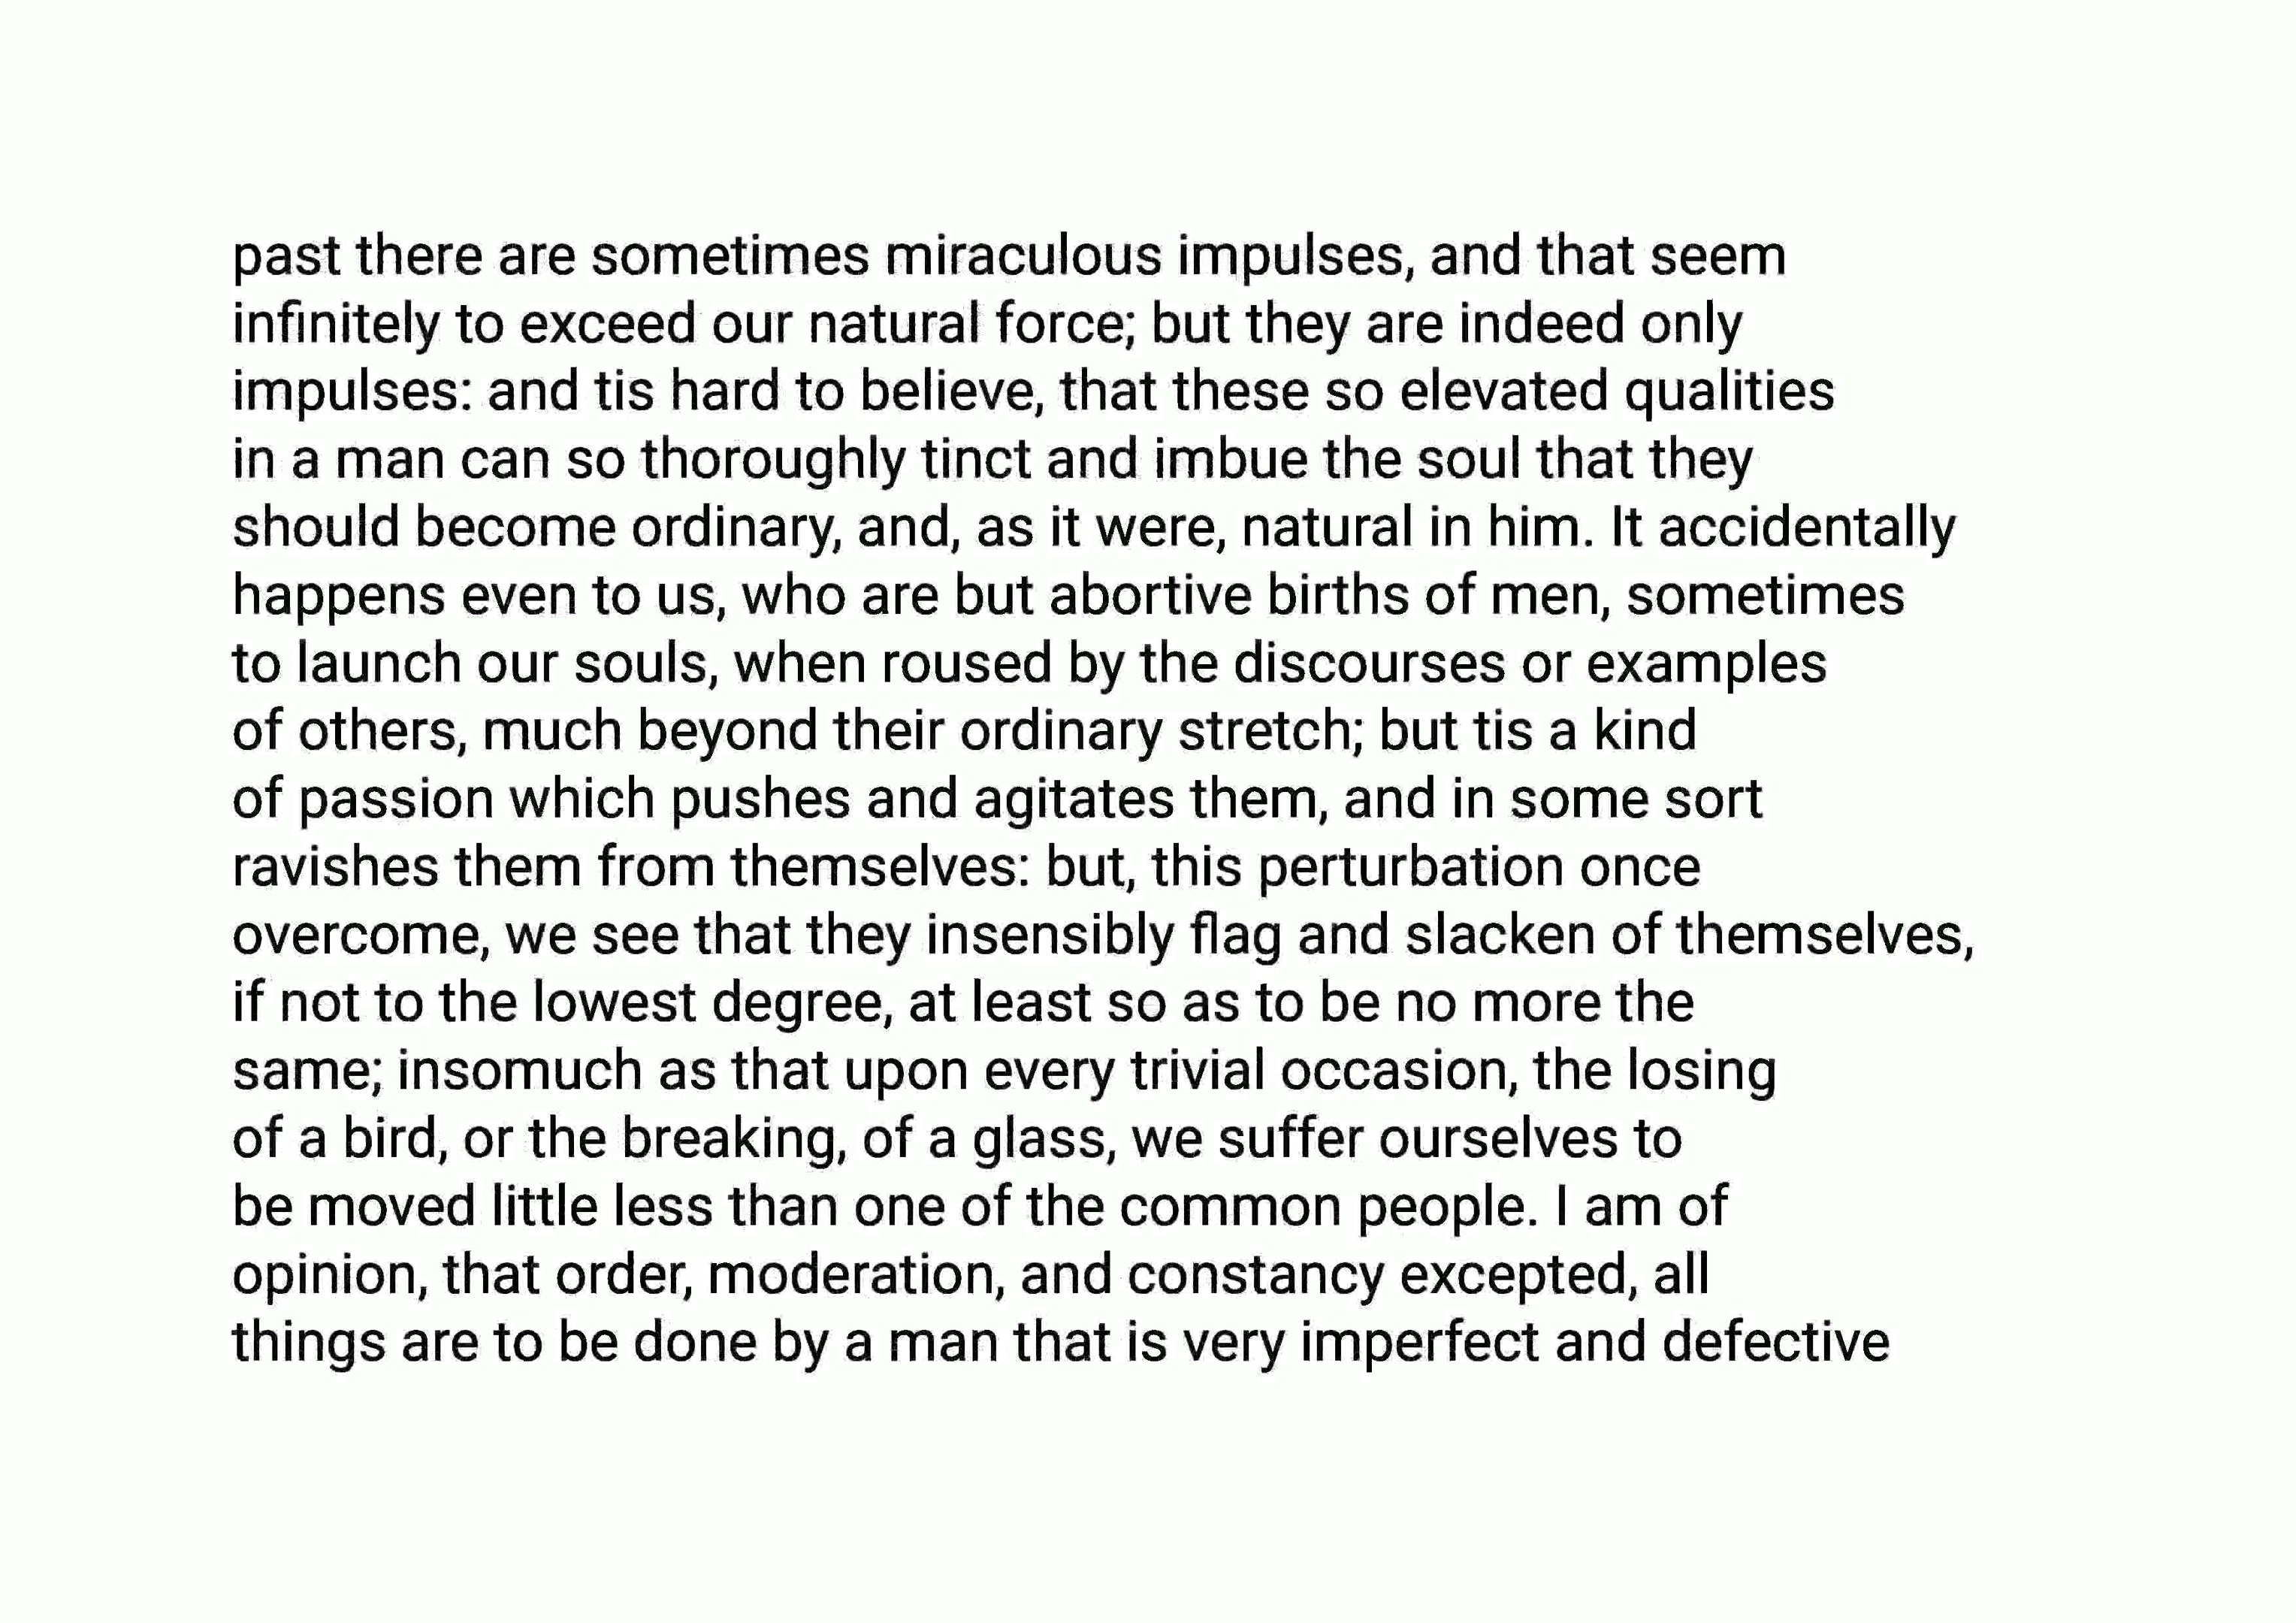 past there are sometimes miraculous impulses, and that seem
infinitely to exceed our natural force; but they are indeed only
impulses: and tis hard to believe, that these so elevated qualities
in a man can so thoroughly tinct and imbue the soul that they
should become ordinary, and, as it were, natural in him. It accidentally
happens even to us, who are but abortive births of men, sometimes
to launch our souls, when roused by the discourses or examples
of others, much beyond their ordinary stretch; but tis a kind
of passion which pushes and agitates them, and in some sort
ravishes them from themselves: but, this perturbation once
overcome, we see that they insensibly flag and slacken of themselves,
if not to the lowest degree, at least so as to be no more the
same; insomuch as that upon every trivial occasion, the losing
of a bird, or the breaking, of a glass, we suffer ourselves to
be moved little less than one of the common people. I am of
opinion, that order, moderation, and constancy excepted, all
things are to be done by a man that is very imperfect and defective